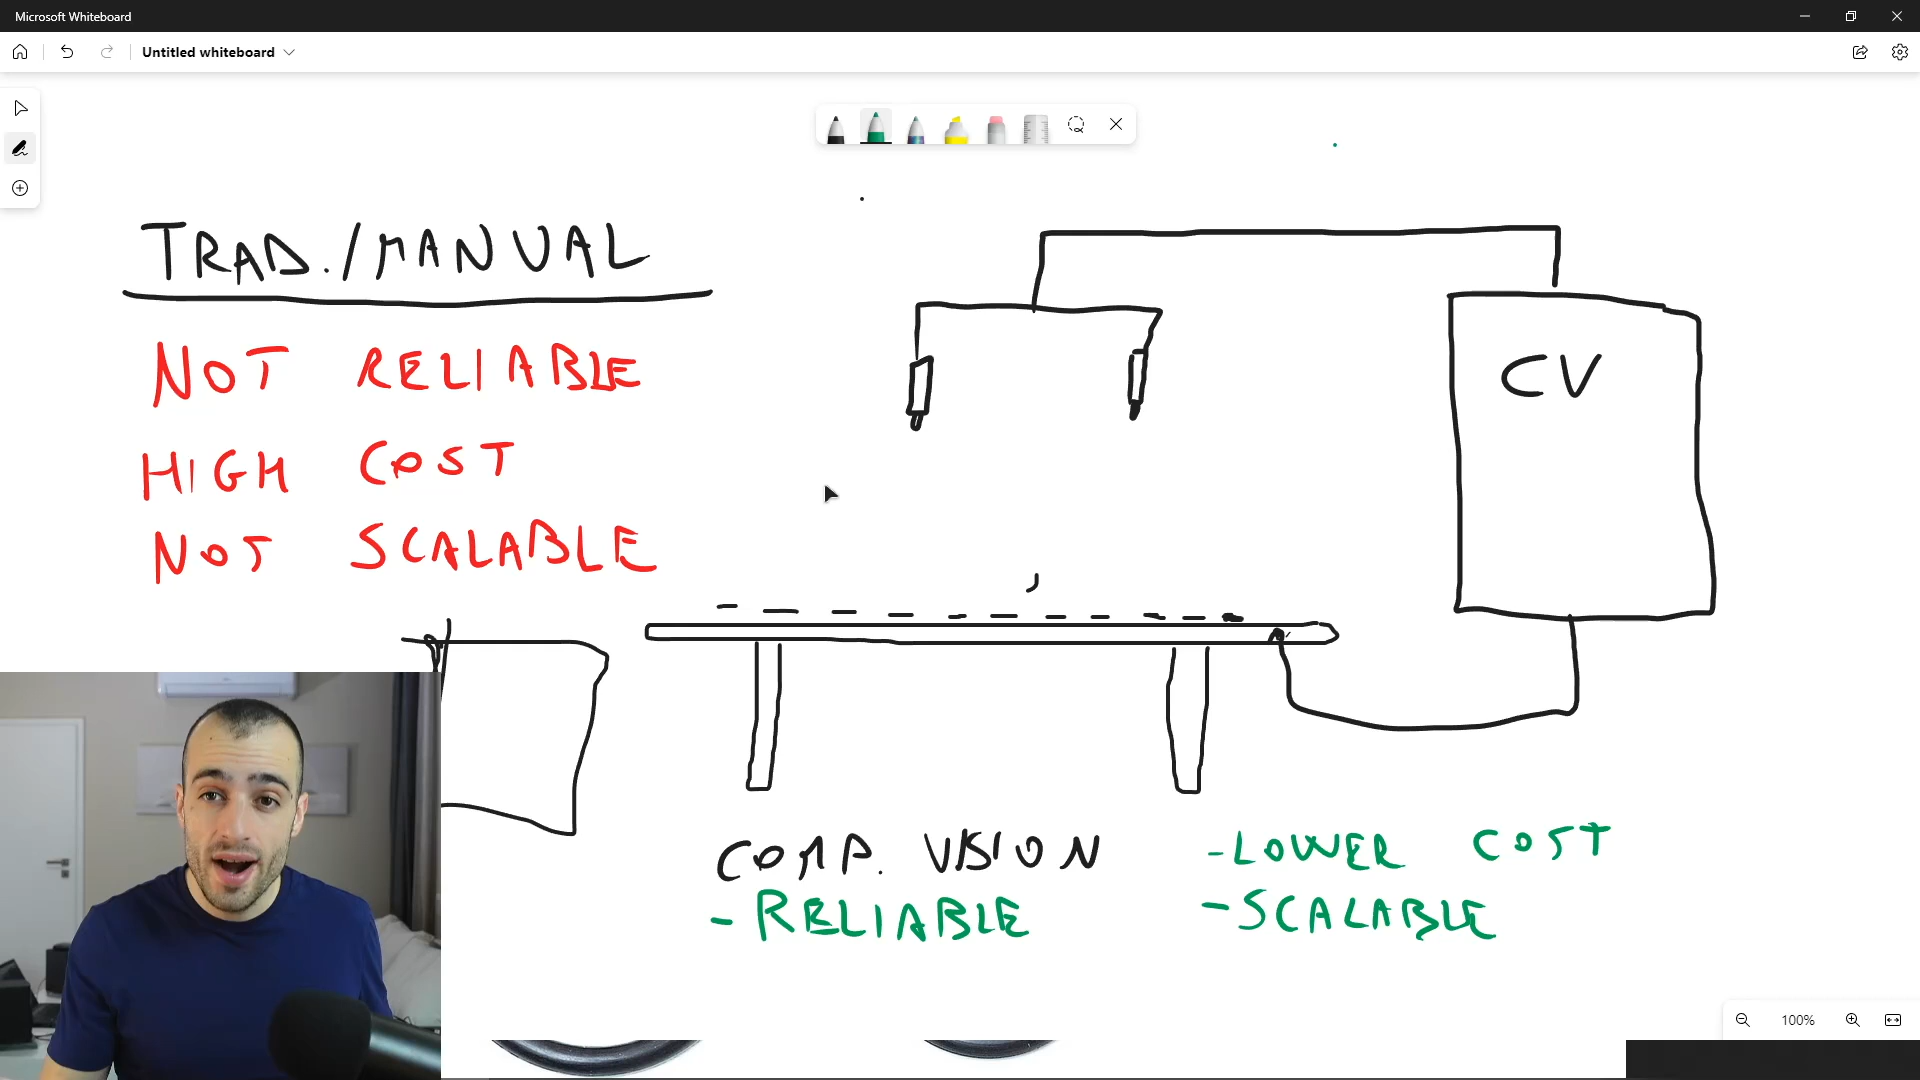 Microsoft Whiteboard
Untitled whiteboard
TRAD./MANUAL
NOT RELIABLE
HIGH COST
NOT SCALABLE
CV
COMP. VISION
- RELIABLE
- LOWER COST
- SCALABLE
100%